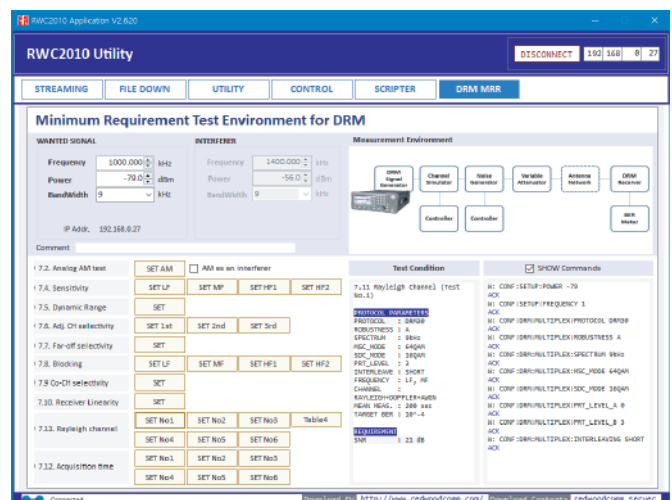 RWC2010 Application V2.620
RWC2010 Utility
DISCONNECT 192 168 0 27
STREAMING FILE DOWN UTILITY CONTROL SCRIPTER DRM MRR
Minimum Requirement Test Environment for DRM
WANTED SIGNAL
Frequency 1000.000 kHz
Power -79.0 dBm
BandWidth 9 kHz
IP Addr. 192.168.0.27
Comment
INTERFERER
Frequency 1400.000 kHz
Power -56.0 dBm
BandWidth 9 kHz
Measurement Environment
DRM Signal Generator
Channel Simulator
Noise Generator
Variable Attenuator
Antenna Network
DRM Receiver
Controller
Controller
BER Meter
7.2. Analog AM test SET AM AM as an interferer
7.4. Sensitivity SET LF SET MF SET HF1 SET HF2
7.5. Dynamic Range SET
7.6. Adj. CH selectivity SET 1st SET 2nd SET 3rd
7.7. Far-off selectivity SET
7.8. Blocking SET LF SET MF SET HF1 SET HF2
7.9 Co-CH selectivity SET
7.10. Receiver Linearity SET
7.11. Rayleigh channel SET No1 SET No2 SET No3 Table4
SET No4 SET No5 SET No6
7.12. Acquisition time SET No1 SET No2 SET No3
SET No4 SET No5 SET No6
Test Condition
7.11 Rayleigh Channel (Test No.1)
PROTOCOL PARAMETERS
PROTOCOL : DRM30
ROBUSTNESS : A
SPECTRUM : 9kHz
MSC_MODE : 64QAM
SDC_MODE : 16QAM
PRT_LEVEL : 3
INTERLEAVE : SHORT
FREQUENCY : LF, MF
CHANNEL :
RAYLEIGH+DOPPLER+AWGN
MEAN MEAS. : 200 sec
TARGET BER : 10^-4
REQUIREMENT
SNR : 21 dB
SHOW Commands
W: CONF:SETUP:POWER -79
ACK
W: CONF:SETUP:FREQUENCY 1
ACK
W: CONF:DRM:MULTIPLEX:PROTOCOL DRM30
ACK
W: CONF:DRM:MULTIPLEX:ROBUSTNESS A
ACK
W: CONF:DRM:MULTIPLEX:SPECTRUM 9kHz
ACK
W: CONF:DRM:MULTIPLEX:MSC_MODE 64QAM
ACK
W: CONF:DRM:MULTIPLEX:SDC_MODE 16QAM
ACK
W: CONF:DRM:MULTIPLEX:PRT_LEVEL_A 0
ACK
W: CONF:DRM:MULTIPLEX:PRT_LEVEL_B 3
ACK
W: CONF:DRM:MULTIPLEX:INTERLEAVING SHORT
ACK
Connected
http://www.redwoodcomm.com/ Download Contents redwoodcomm server